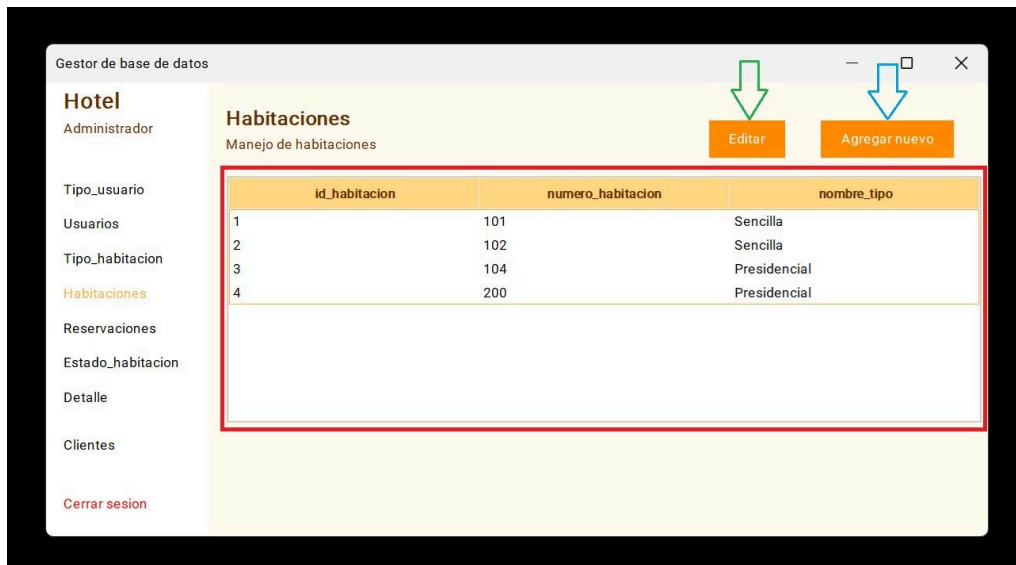 Gestor de base de datos
Hotel
Administrador
Tipo_usuario
Usuarios
Tipo_habitacion
Habitaciones
Reservaciones
Estado_habitacion
Detalle
Clientes
Cerrar sesion
Habitaciones
Manejo de habitaciones
Editar
Agregar nuevo
id_habitacion numero_habitacion nombre_tipo
1 101 Sencilla
2 102 Sencilla
3 104 Presidencial
4 200 Presidencial